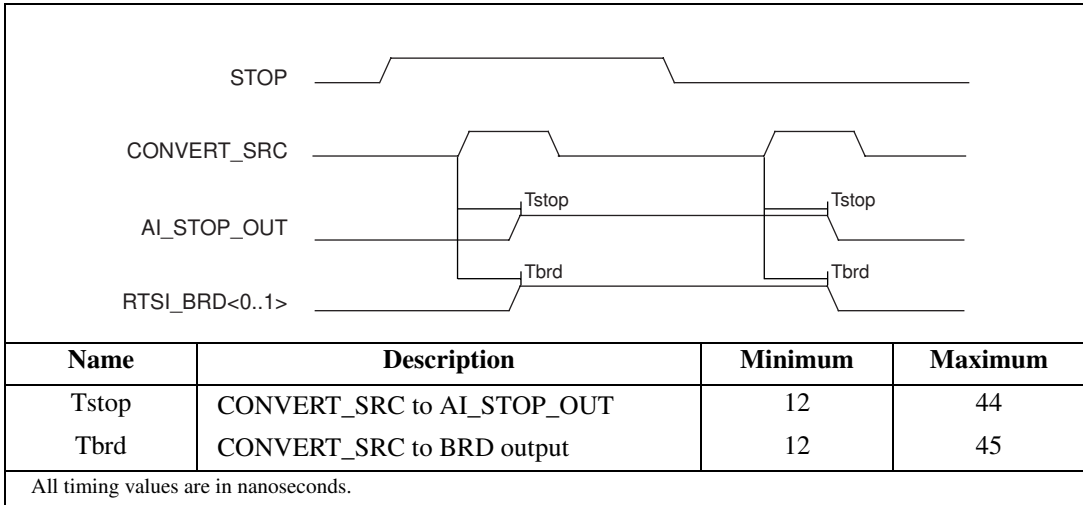 STOP
CONVERT_SRC
Tstop Tstop
AI_STOP_OUT
Tbrd Tbrd
RTSI_BRD<0..1>
Name Description Minimum Maximum
Tstop CONVERT_SRC to AI_STOP_OUT 12 44
Tbrd CONVERT_SRC to BRD output 12 45
All timing values are in nanoseconds.